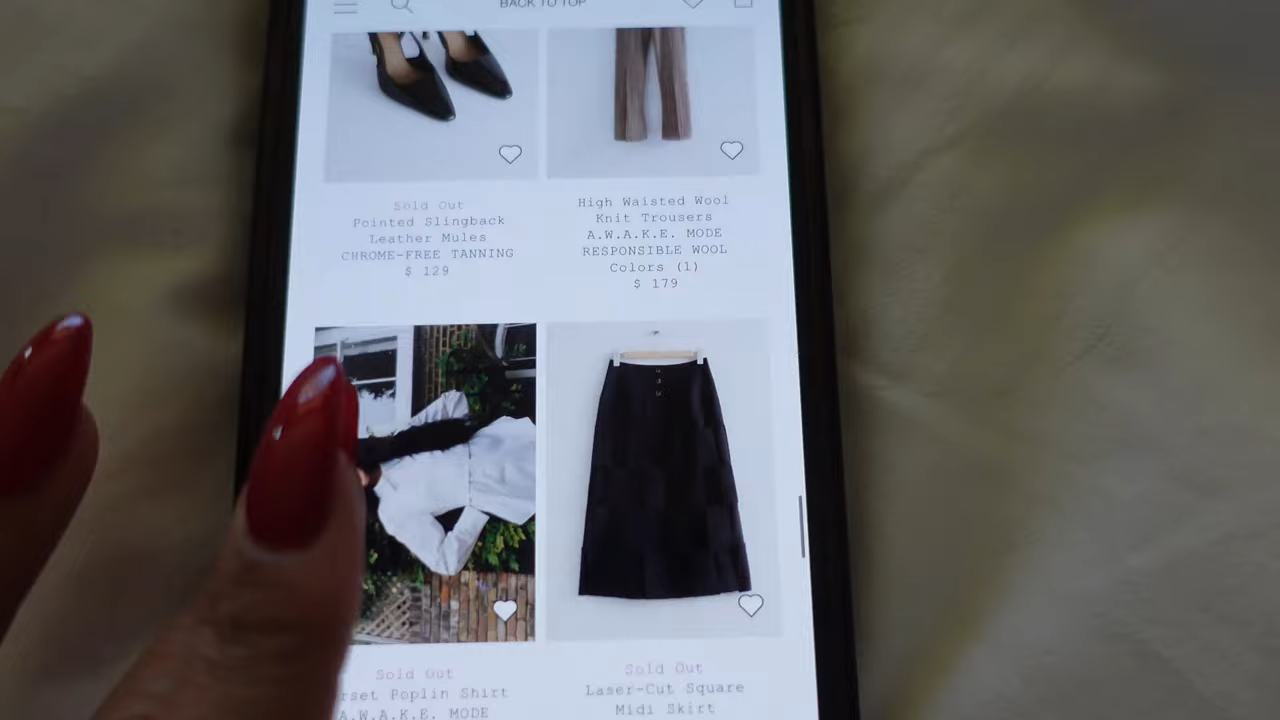 BACK TO TOP
Sold Out
Pointed Slingback
Leather Mules
CHROME-FREE TANNING
$ 129
High Waisted Wool
Knit Trousers
A.W.A.K.E. MODE
RESPONSIBLE WOOL
Colors (1)
$ 179
Sold Out
rset Poplin Shirt
A.W.A.K.E. MODE
Sold Out
Laser-Cut Square
Midi Skirt